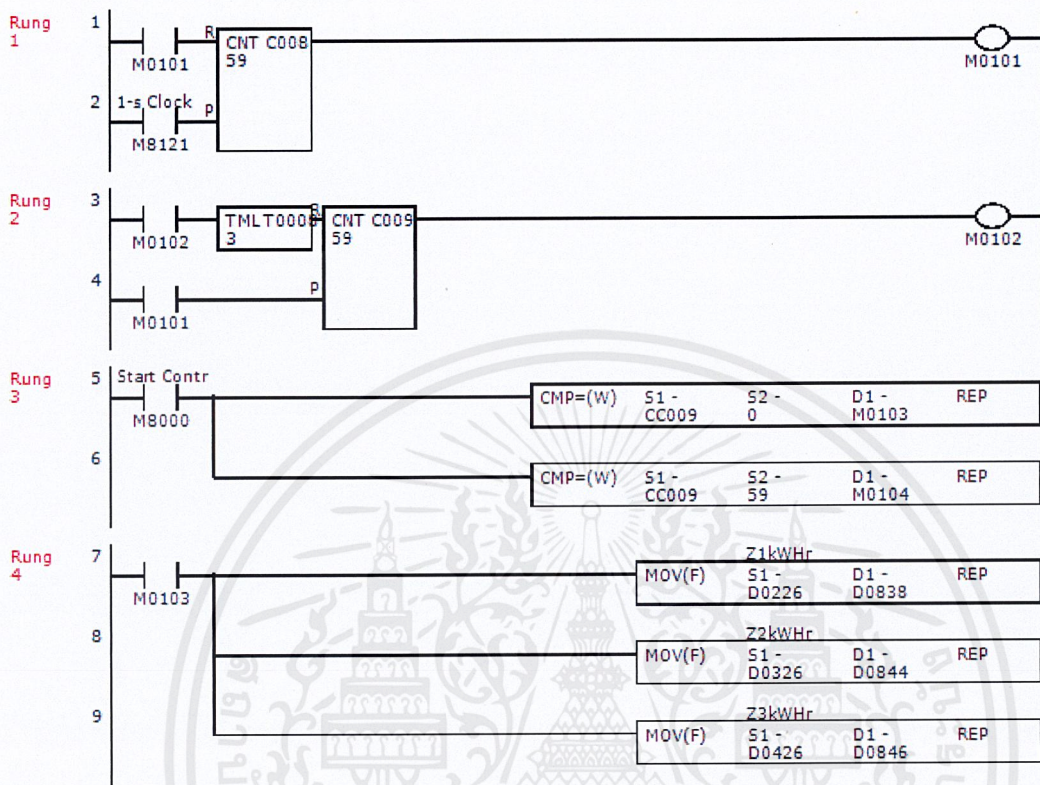 Rung 1
1
R
CNT C008
59
M0101
M0101
2
1-s Clock
P
M8121
Rung 2
3
TMLT0008
3
R
CNT C009
59
M0102
M0102
4
P
M0101
Rung 3
5
Start Contr
M8000
CMP=(W) S1 - S2 - D1 - REP
CC009 0 M0103
6
CMP=(W) S1 - S2 - D1 - REP
CC009 59 M0104
Rung 4
7
M0103
Z1kWHr
MOV(F) S1 - D1 - REP
D0226 D0838
8
Z2kWHr
MOV(F) S1 - D1 - REP
D0326 D0844
9
Z3kWHr
MOV(F) S1 - D1 - REP
D0426 D0846